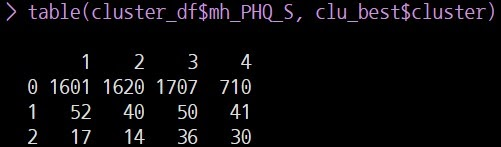 > table(cluster_df$mh_PHQ_S, clu_best$cluster)
1 2 3 4
0 1601 1620 1707 710
1 52 40 50 41
2 17 14 36 30